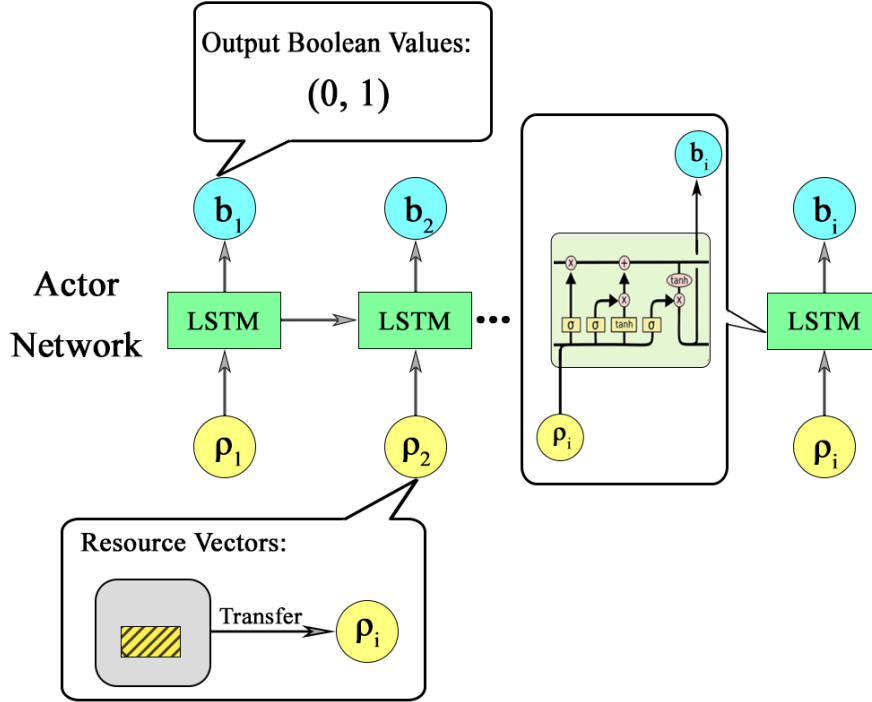 Output Boolean Values:
(0, 1)
b₁
b₂
bᵢ
bᵢ
Actor
Network
LSTM
LSTM
...
LSTM
x
+
tanh
x
x
σ
σ
tanh
σ
ρ₁
ρ₂
ρᵢ
ρᵢ
Resource Vectors:
Transfer
ρᵢ